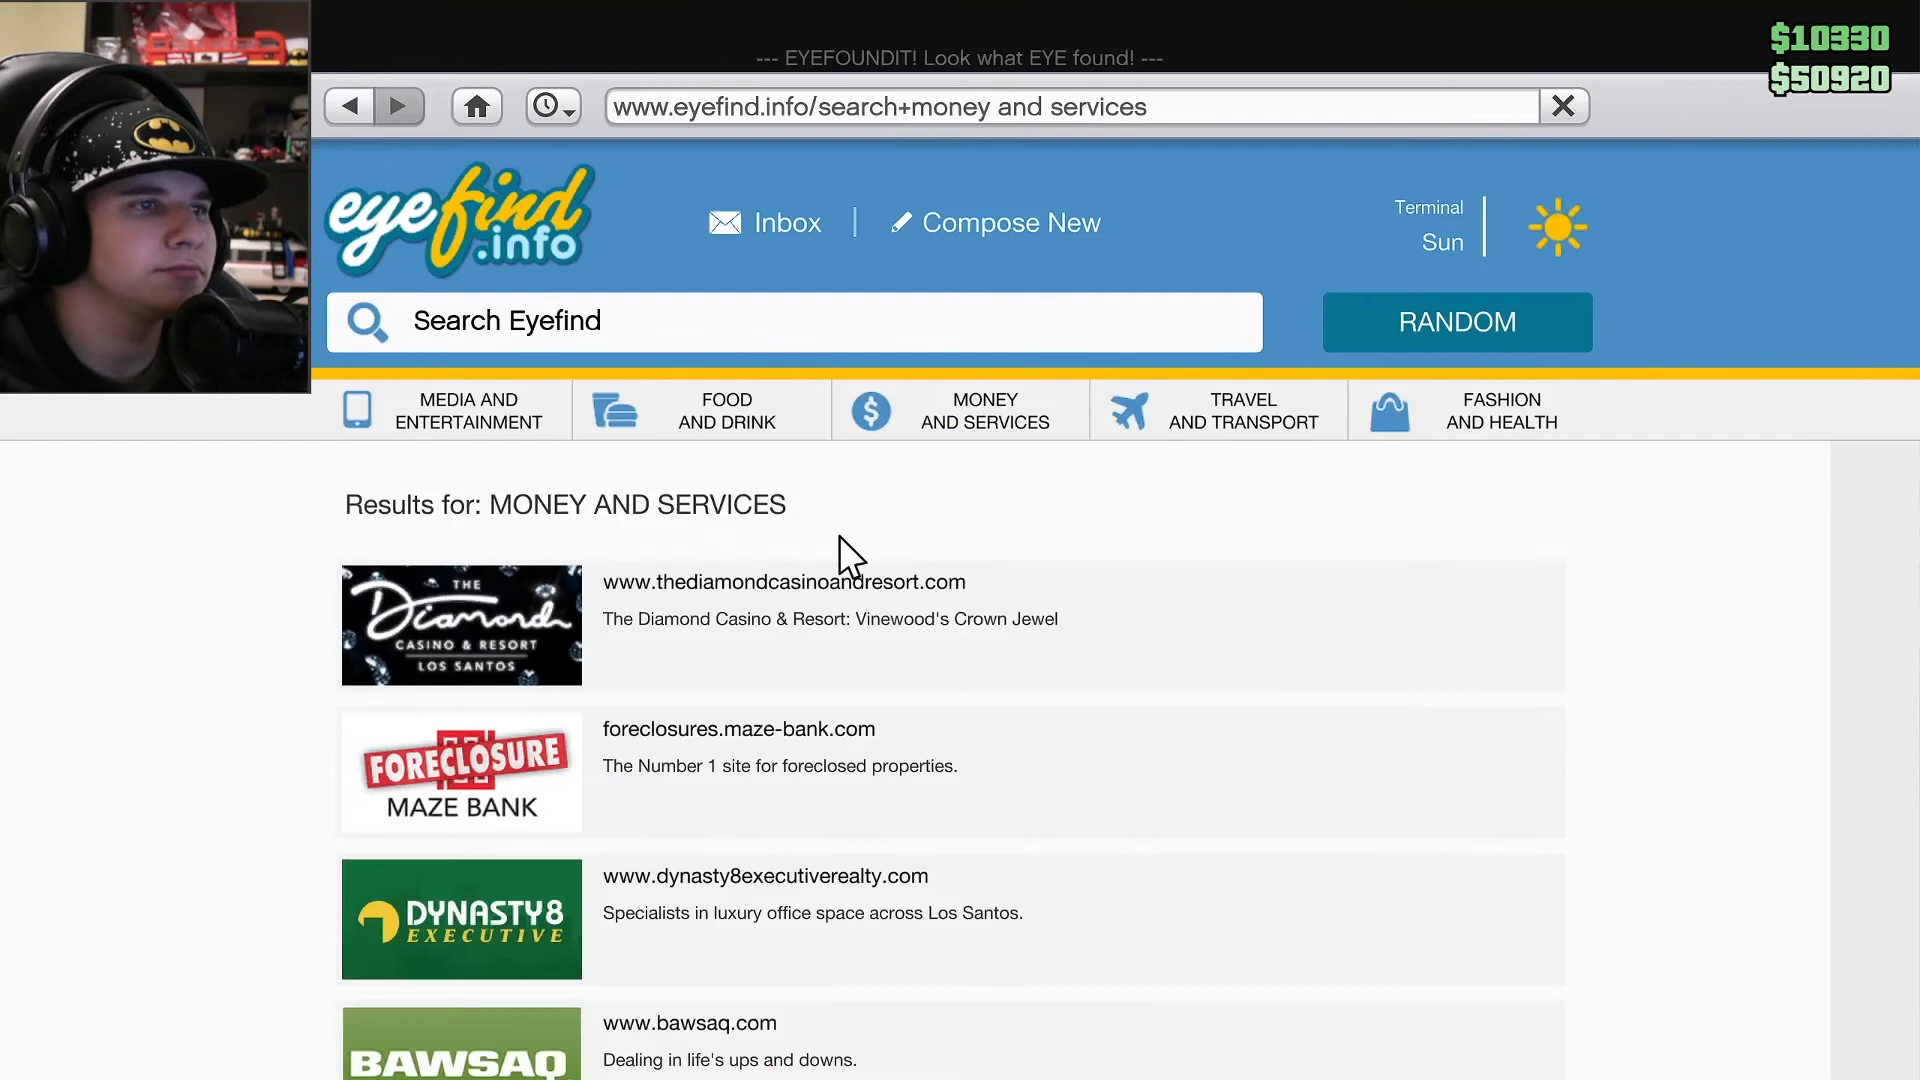 $10330
$50920
--- EYEFOUNDIT! Look what EYE found! ---
www.eyefind.info/search+money and services
eyefind
.info
Inbox
Compose New
Terminal
Sun
Search Eyefind
RANDOM
MEDIA AND
ENTERTAINMENT
FOOD
AND DRINK
MONEY
AND SERVICES
TRAVEL
AND TRANSPORT
FASHION
AND HEALTH
Results for: MONEY AND SERVICES
THE
Diamond
CASINO & RESORT
LOS SANTOS
www.thediamondcasinoandresort.com
The Diamond Casino & Resort: Vinewood's Crown Jewel
FORECLOSURE
MAZE BANK
foreclosures.maze-bank.com
The Number 1 site for foreclosed properties.
DYNASTY8
EXECUTIVE
www.dynasty8executiverealty.com
Specialists in luxury office space across Los Santos.
BAWSAQ
www.bawsaq.com
Dealing in life's ups and downs.